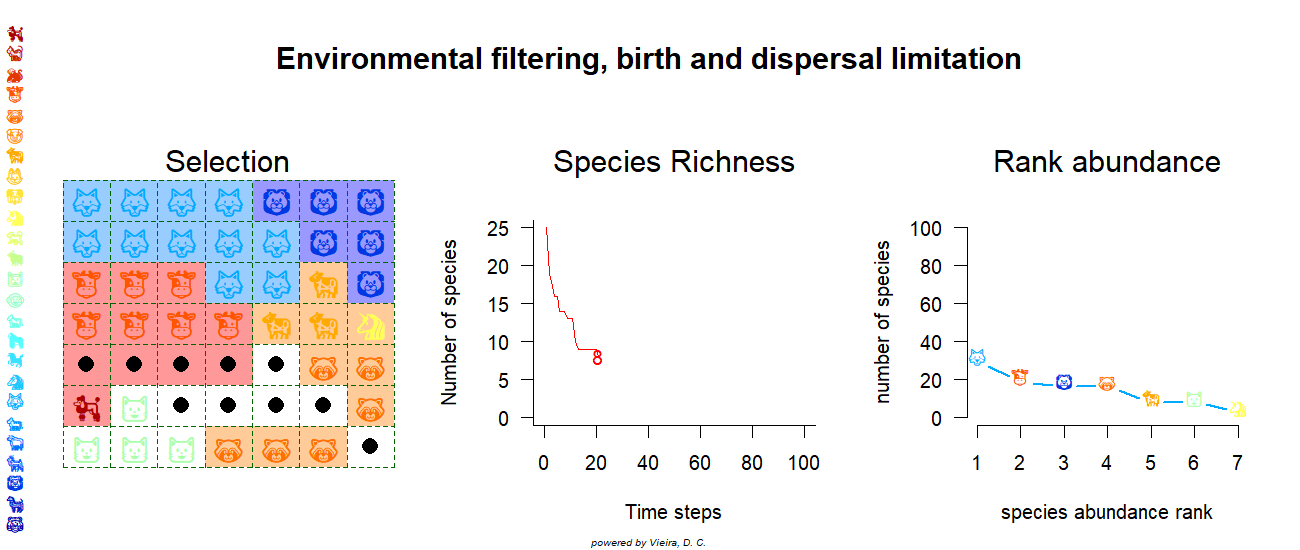 Environmental filtering, birth and dispersal limitation
Selection
Species Richness
Number of species
25
20
15
10
5
0
0 20 40 60 80 100
Time steps
Rank abundance
number of species
100
80
60
40
20
0
1 2 3 4 5 6 7
species abundance rank
powered by Vieira, D. C.